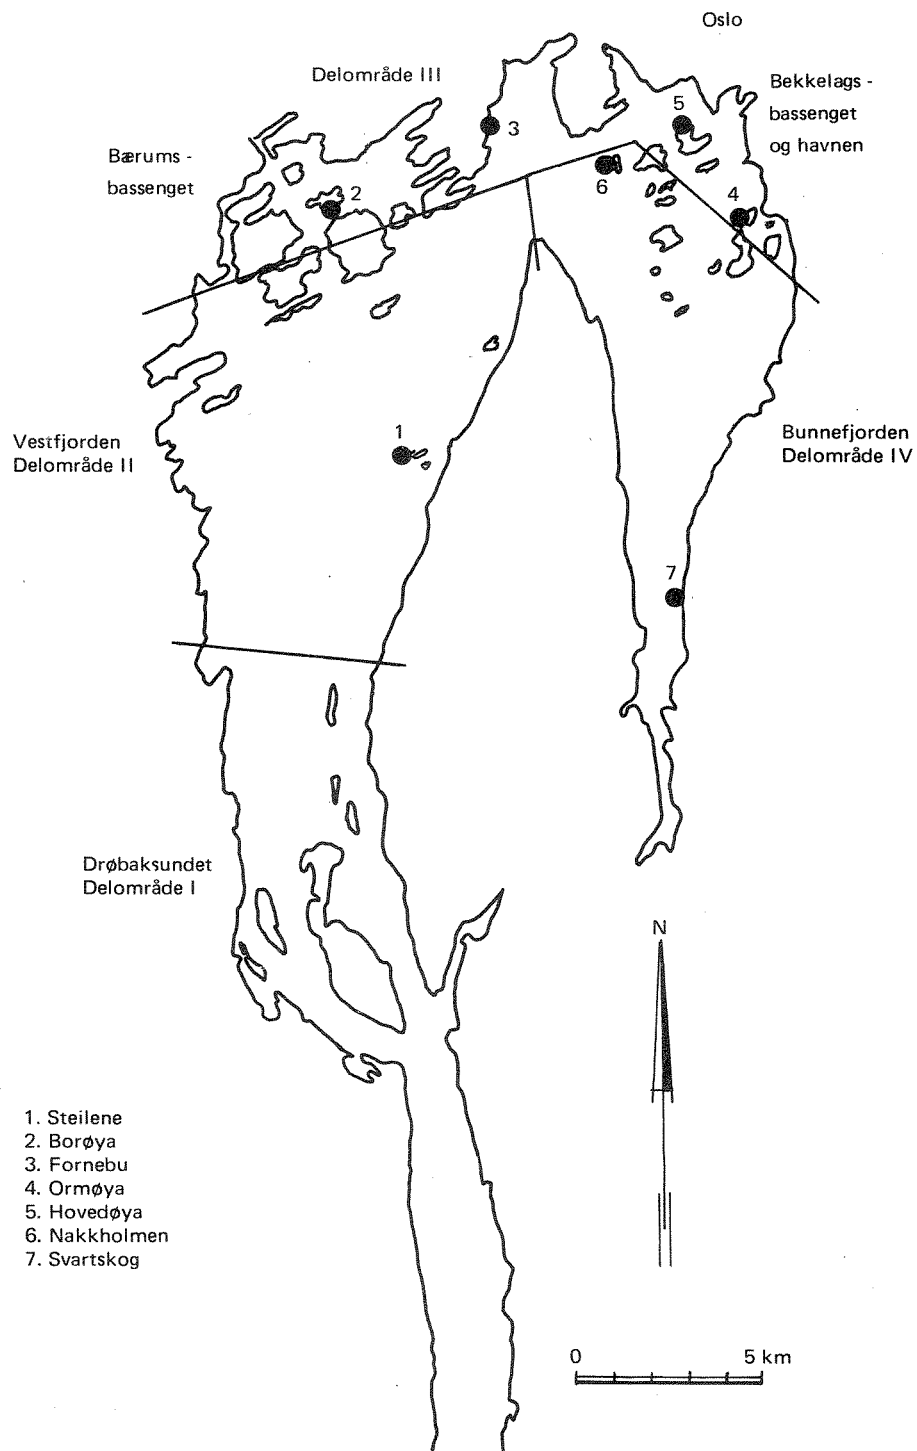 Oslo
Delområde III
Bekkelags-
bassenget
og havnen
5
3
Bærums-
bassenget
6
2
4
Vestfjorden
Delområde II
1
Bunnefjorden
Delområde IV
7
Drøbaksundet
Delområde I
N
1. Steilene
2. Borøya
3. Fornebu
4. Ormøya
5. Hovedøya
6. Nakkholmen
7. Svartskog
0 5 km